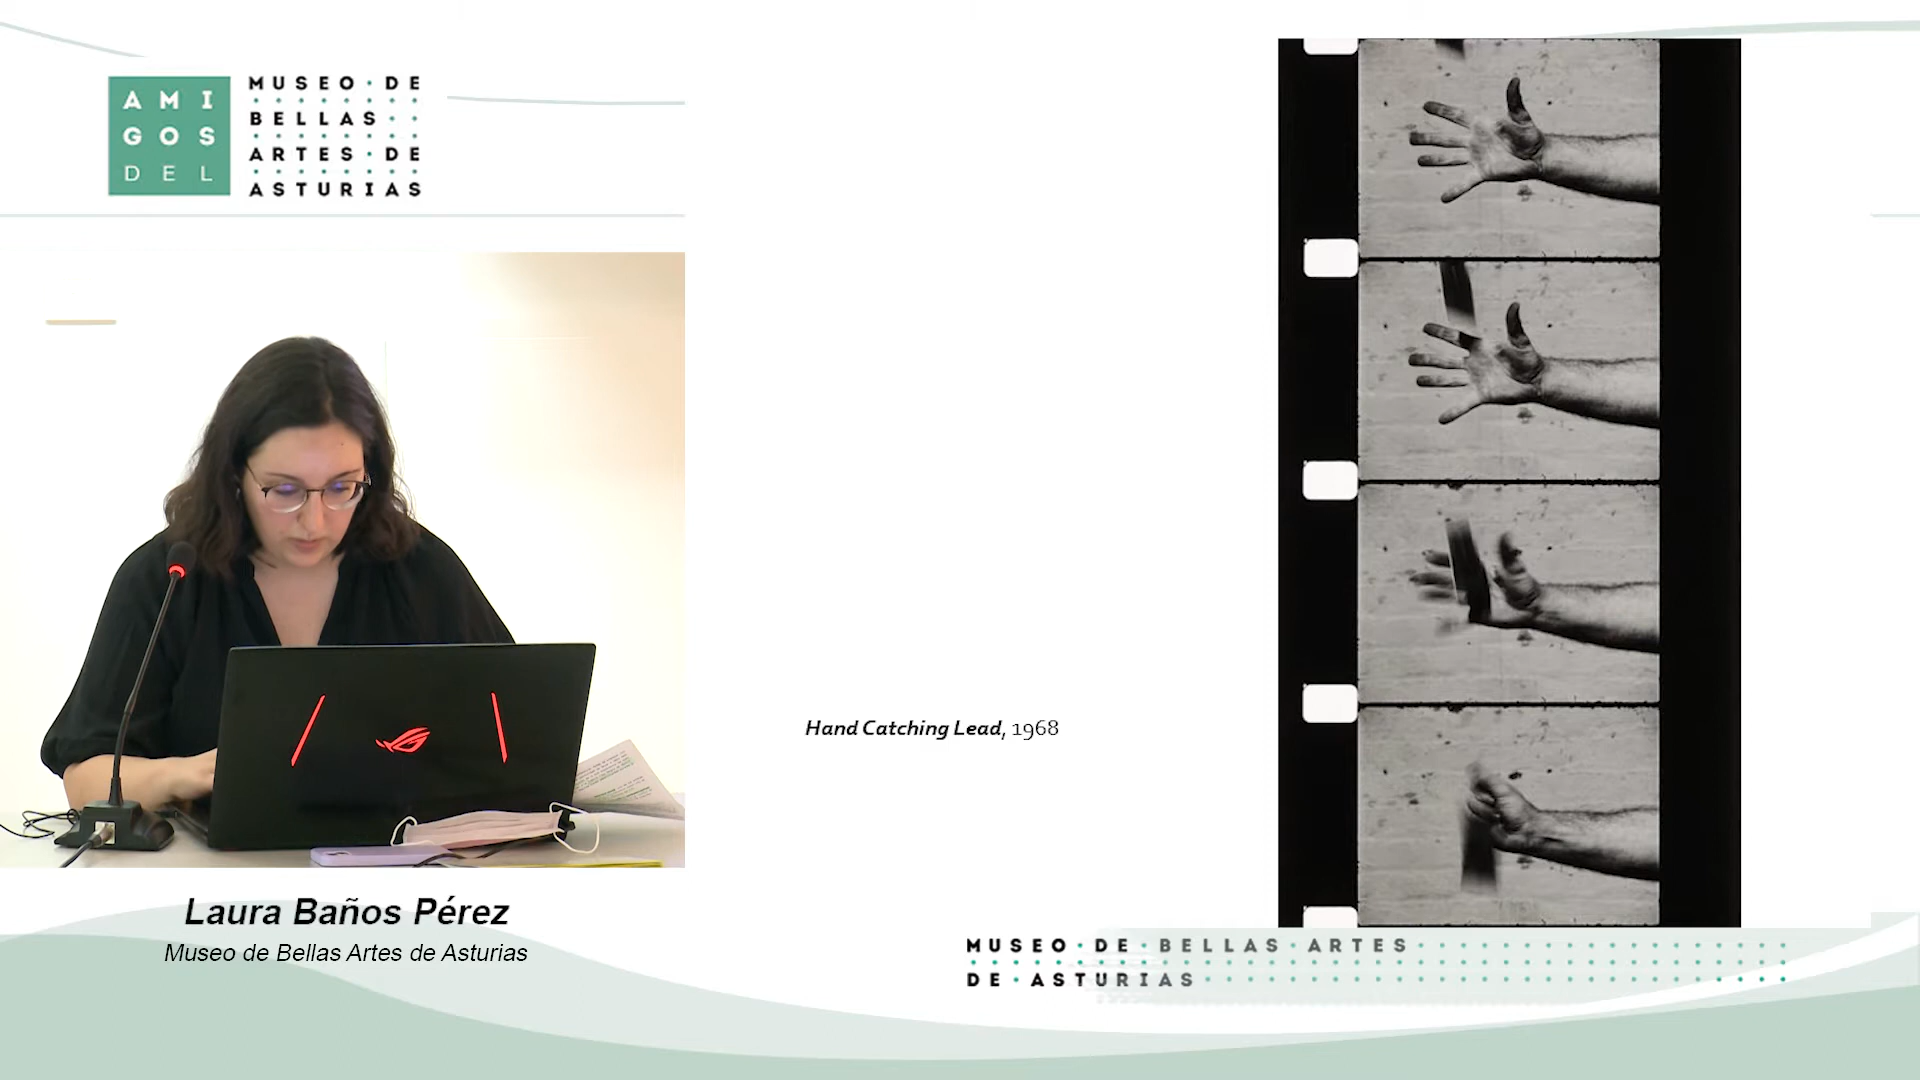 AMI
GOS
DEL
MUSEO·DE
BELLAS
ARTES·DE
ASTURIAS
Hand Catching Lead, 1968
Laura Baños Pérez
Museo de Bellas Artes de Asturias
MUSEO·DE·BELLAS·ARTES
DE·ASTURIAS